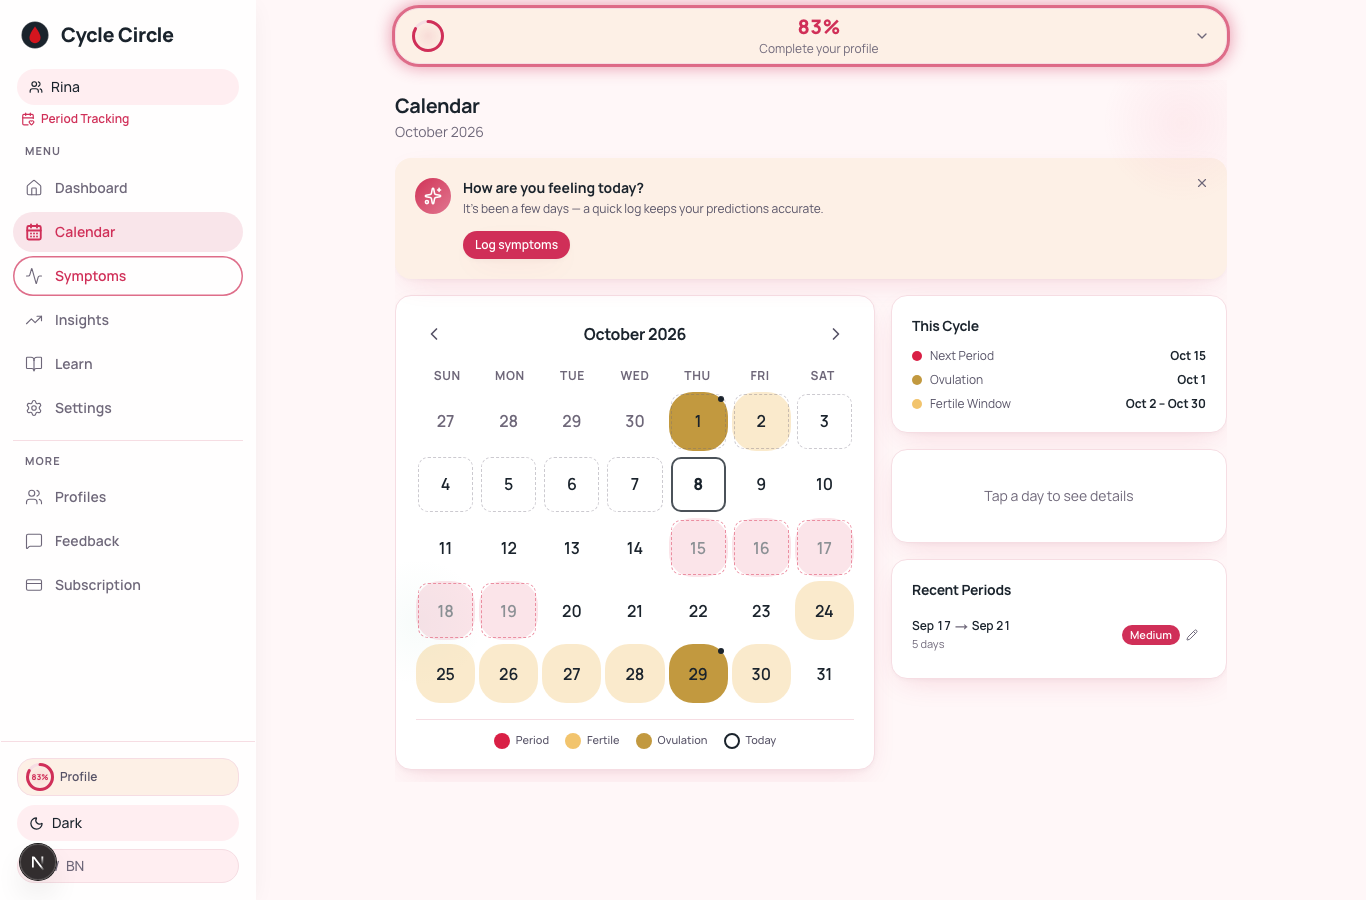 Cycle Circle
Rina
Period Tracking
MENU
Dashboard
Calendar
Symptoms
Insights
Learn
Settings
MORE
Profiles
Feedback
Subscription
83%
Profile
Dark
N
/ BN
83%
Complete your profile
Calendar
October 2026
How are you feeling today?
It's been a few days — a quick log keeps your predictions accurate.
Log symptoms
October 2026
SUN MON TUE WED THU FRI SAT
27 28 29 30 1 2 3
4 5 6 7 8 9 10
11 12 13 14 15 16 17
18 19 20 21 22 23 24
25 26 27 28 29 30 31
Period Fertile Ovulation Today
This Cycle
Next Period Oct 15
Ovulation Oct 1
Fertile Window Oct 2 – Oct 30
Tap a day to see details
Recent Periods
Sep 17 → Sep 21
5 days
Medium